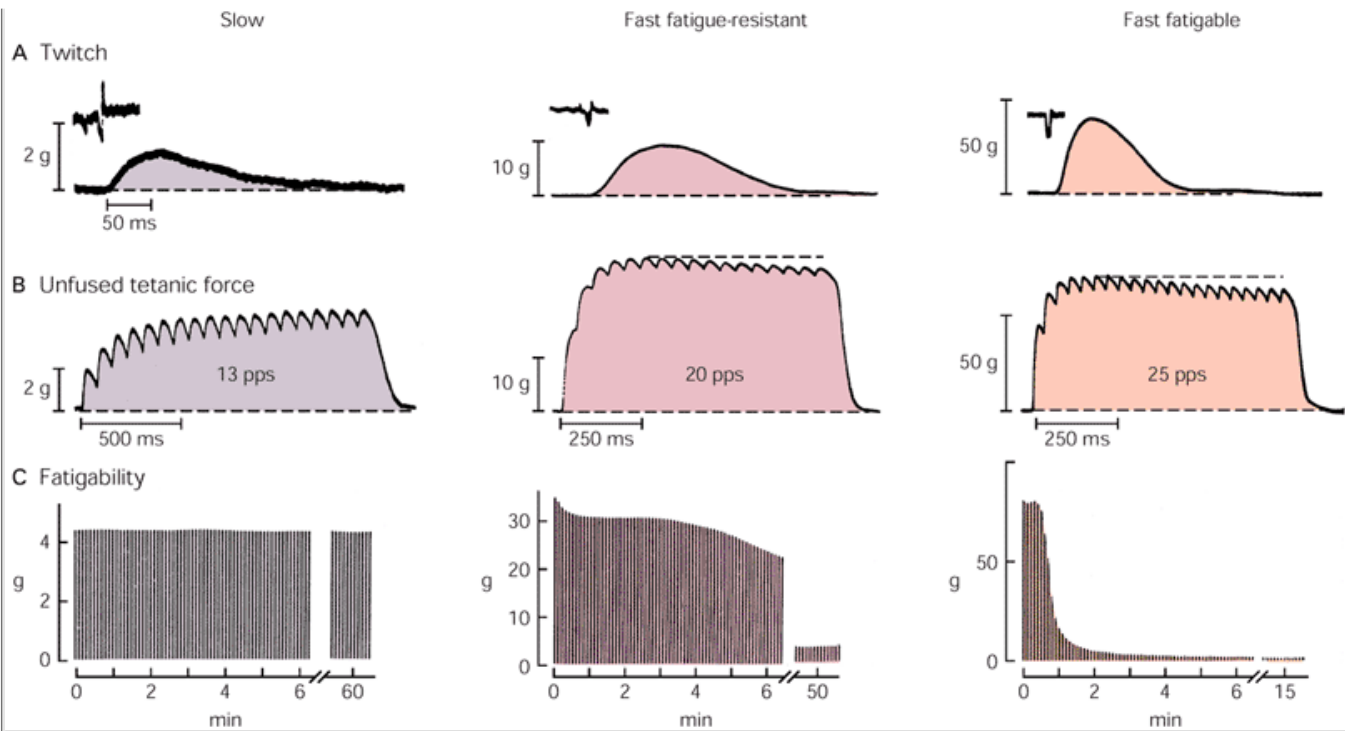 Slow Fast fatigue-resistant Fast fatigable
A Twitch
2 g 10 g 50 g
50 ms
B Unfused tetanic force
13 pps 20 pps 25 pps
2 g 10 g 50 g
500 ms 250 ms 250 ms
C Fatigability
4 2 0
g
0 2 4 6 60
min
30 20 10 0
g
0 2 4 6 50
min
50 0
g
0 2 4 6 15
min